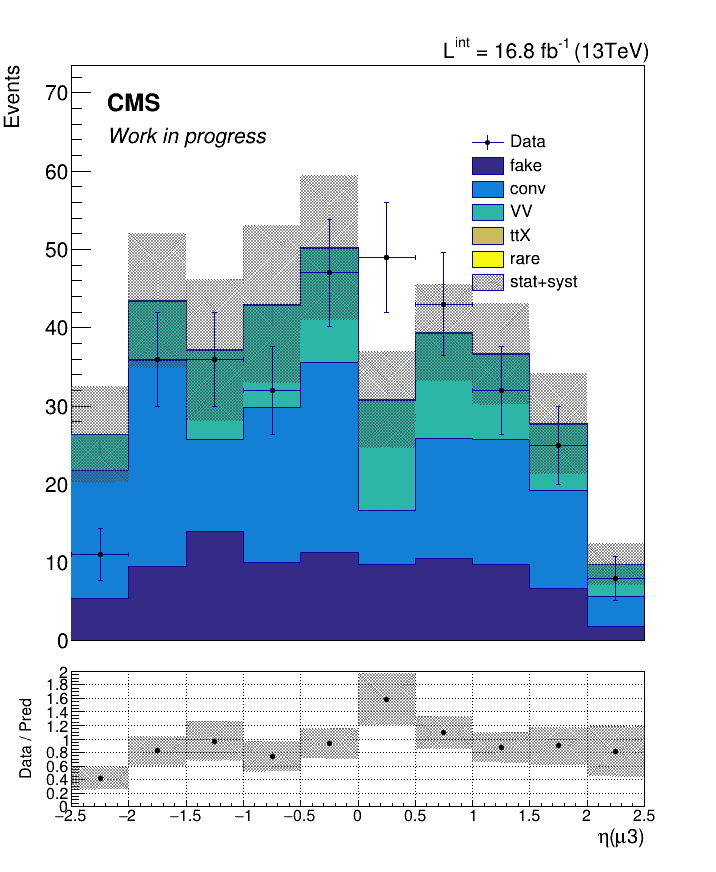 L^int = 16.8 fb^-1 (13TeV)
Events
CMS
Work in progress
Data
fake
conv
VV
ttX
rare
stat+syst
70
60
50
40
30
20
10
0
Data / Pred
2
1.8
1.6
1.4
1.2
1
0.8
0.6
0.4
0.2
0
−2.5 −2 −1.5 −1 −0.5 0 0.5 1 1.5 2 2.5
η(μ3)